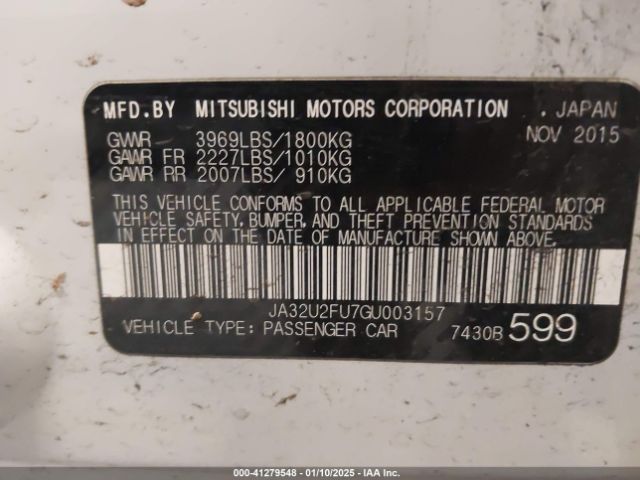 MFD.BY MITSUBISHI MOTORS CORPORATION . JAPAN
GVWR 3969LBS/1800KG NOV 2015
GAWR FR 2227LBS/1010KG
GAWR RR 2007LBS/ 910KG
THIS VEHICLE CONFORMS TO ALL APPLICABLE FEDERAL MOTOR
VEHICLE SAFETY, BUMPER, AND THEFT PREVENTION STANDARDS
IN EFFECT ON THE DATE OF MANUFACTURE SHOWN ABOVE.
JA32U2FU7GU003157
VEHICLE TYPE: PASSENGER CAR 7430B 599
000-41279548 - 01/10/2025 - IAA Inc.